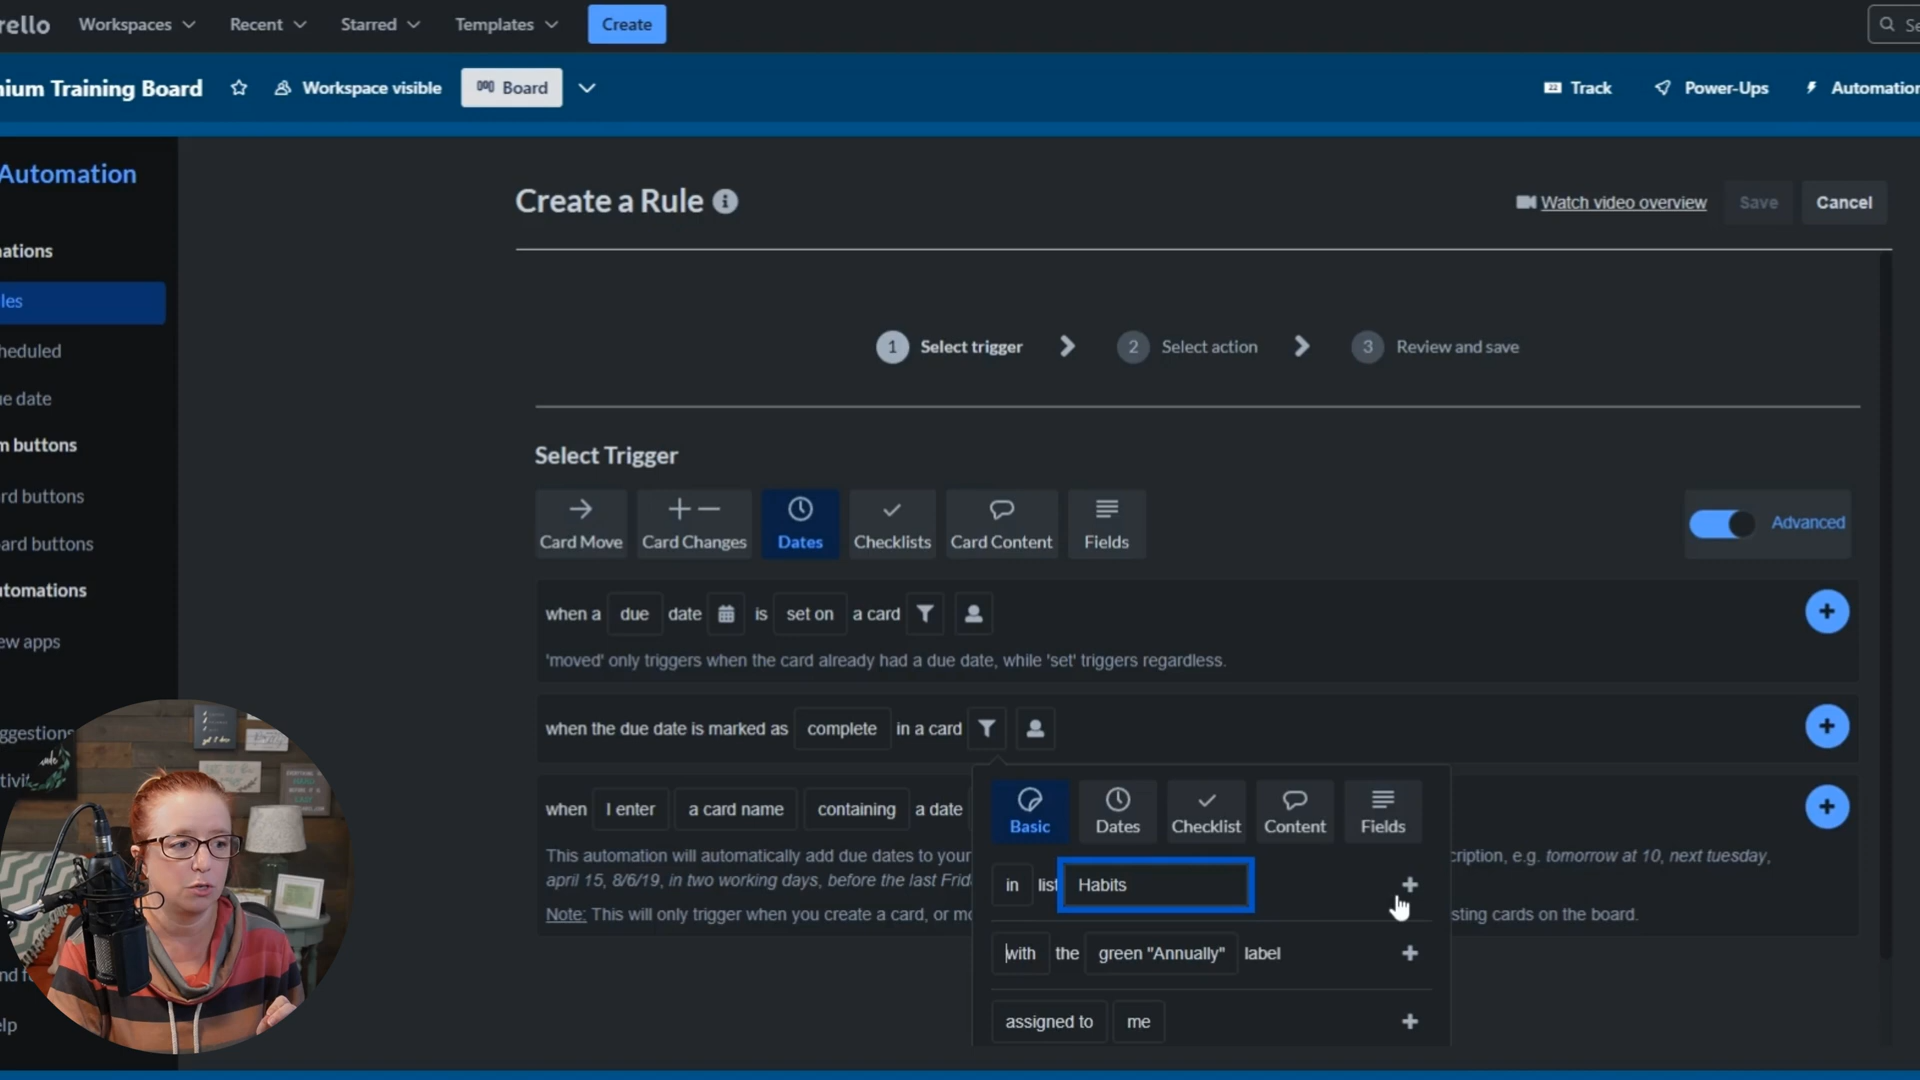 rello Workspaces Recent Starred Templates Create Se
nium Training Board Workspace visible Board Track Power-Ups Automation
Automation
Create a Rule Watch video overview Save Cancel
ations
les
heduled
1 Select trigger 2 Select action 3 Review and save
ie date
m buttons
Select Trigger
rd buttons
ard buttons
Card Move Card Changes Dates Checklists Card Content Fields Advanced
tomations
ew apps
when a due date is set on a card
'moved' only triggers when the card already had a due date, while 'set' triggers regardless.
ggestions
when the due date is marked as complete in a card
tivit
when I enter a card name containing a date
Basic Dates Checklist Content Fields
This automation will automatically add due dates to your cription, e.g. tomorrow at 10, next tuesday,
april 15, 8/6/19, in two working days, before the last Frid
in list Habits
Note: This will only trigger when you create a card, or mo sting cards on the board.
with the green "Annually" label
nd f
assigned to me
lp